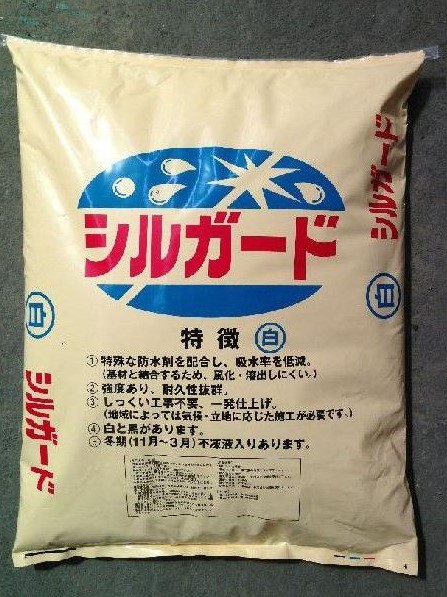 シルガード
シルガード
特徴 白
白
① 特殊な防水剤を配合し、吸水率を低減。
(基材と結合するため、風化・溶出しにくい。)
② 強度あり、耐久性抜群。
③ しっくい工事不要、一発仕上げ。
(地域によっては気候・立地に応じた施工が必要です。)
④ 白と黒があります。
⑤ 冬期(11月〜3月)不凍液入りあります。
白
シルガード